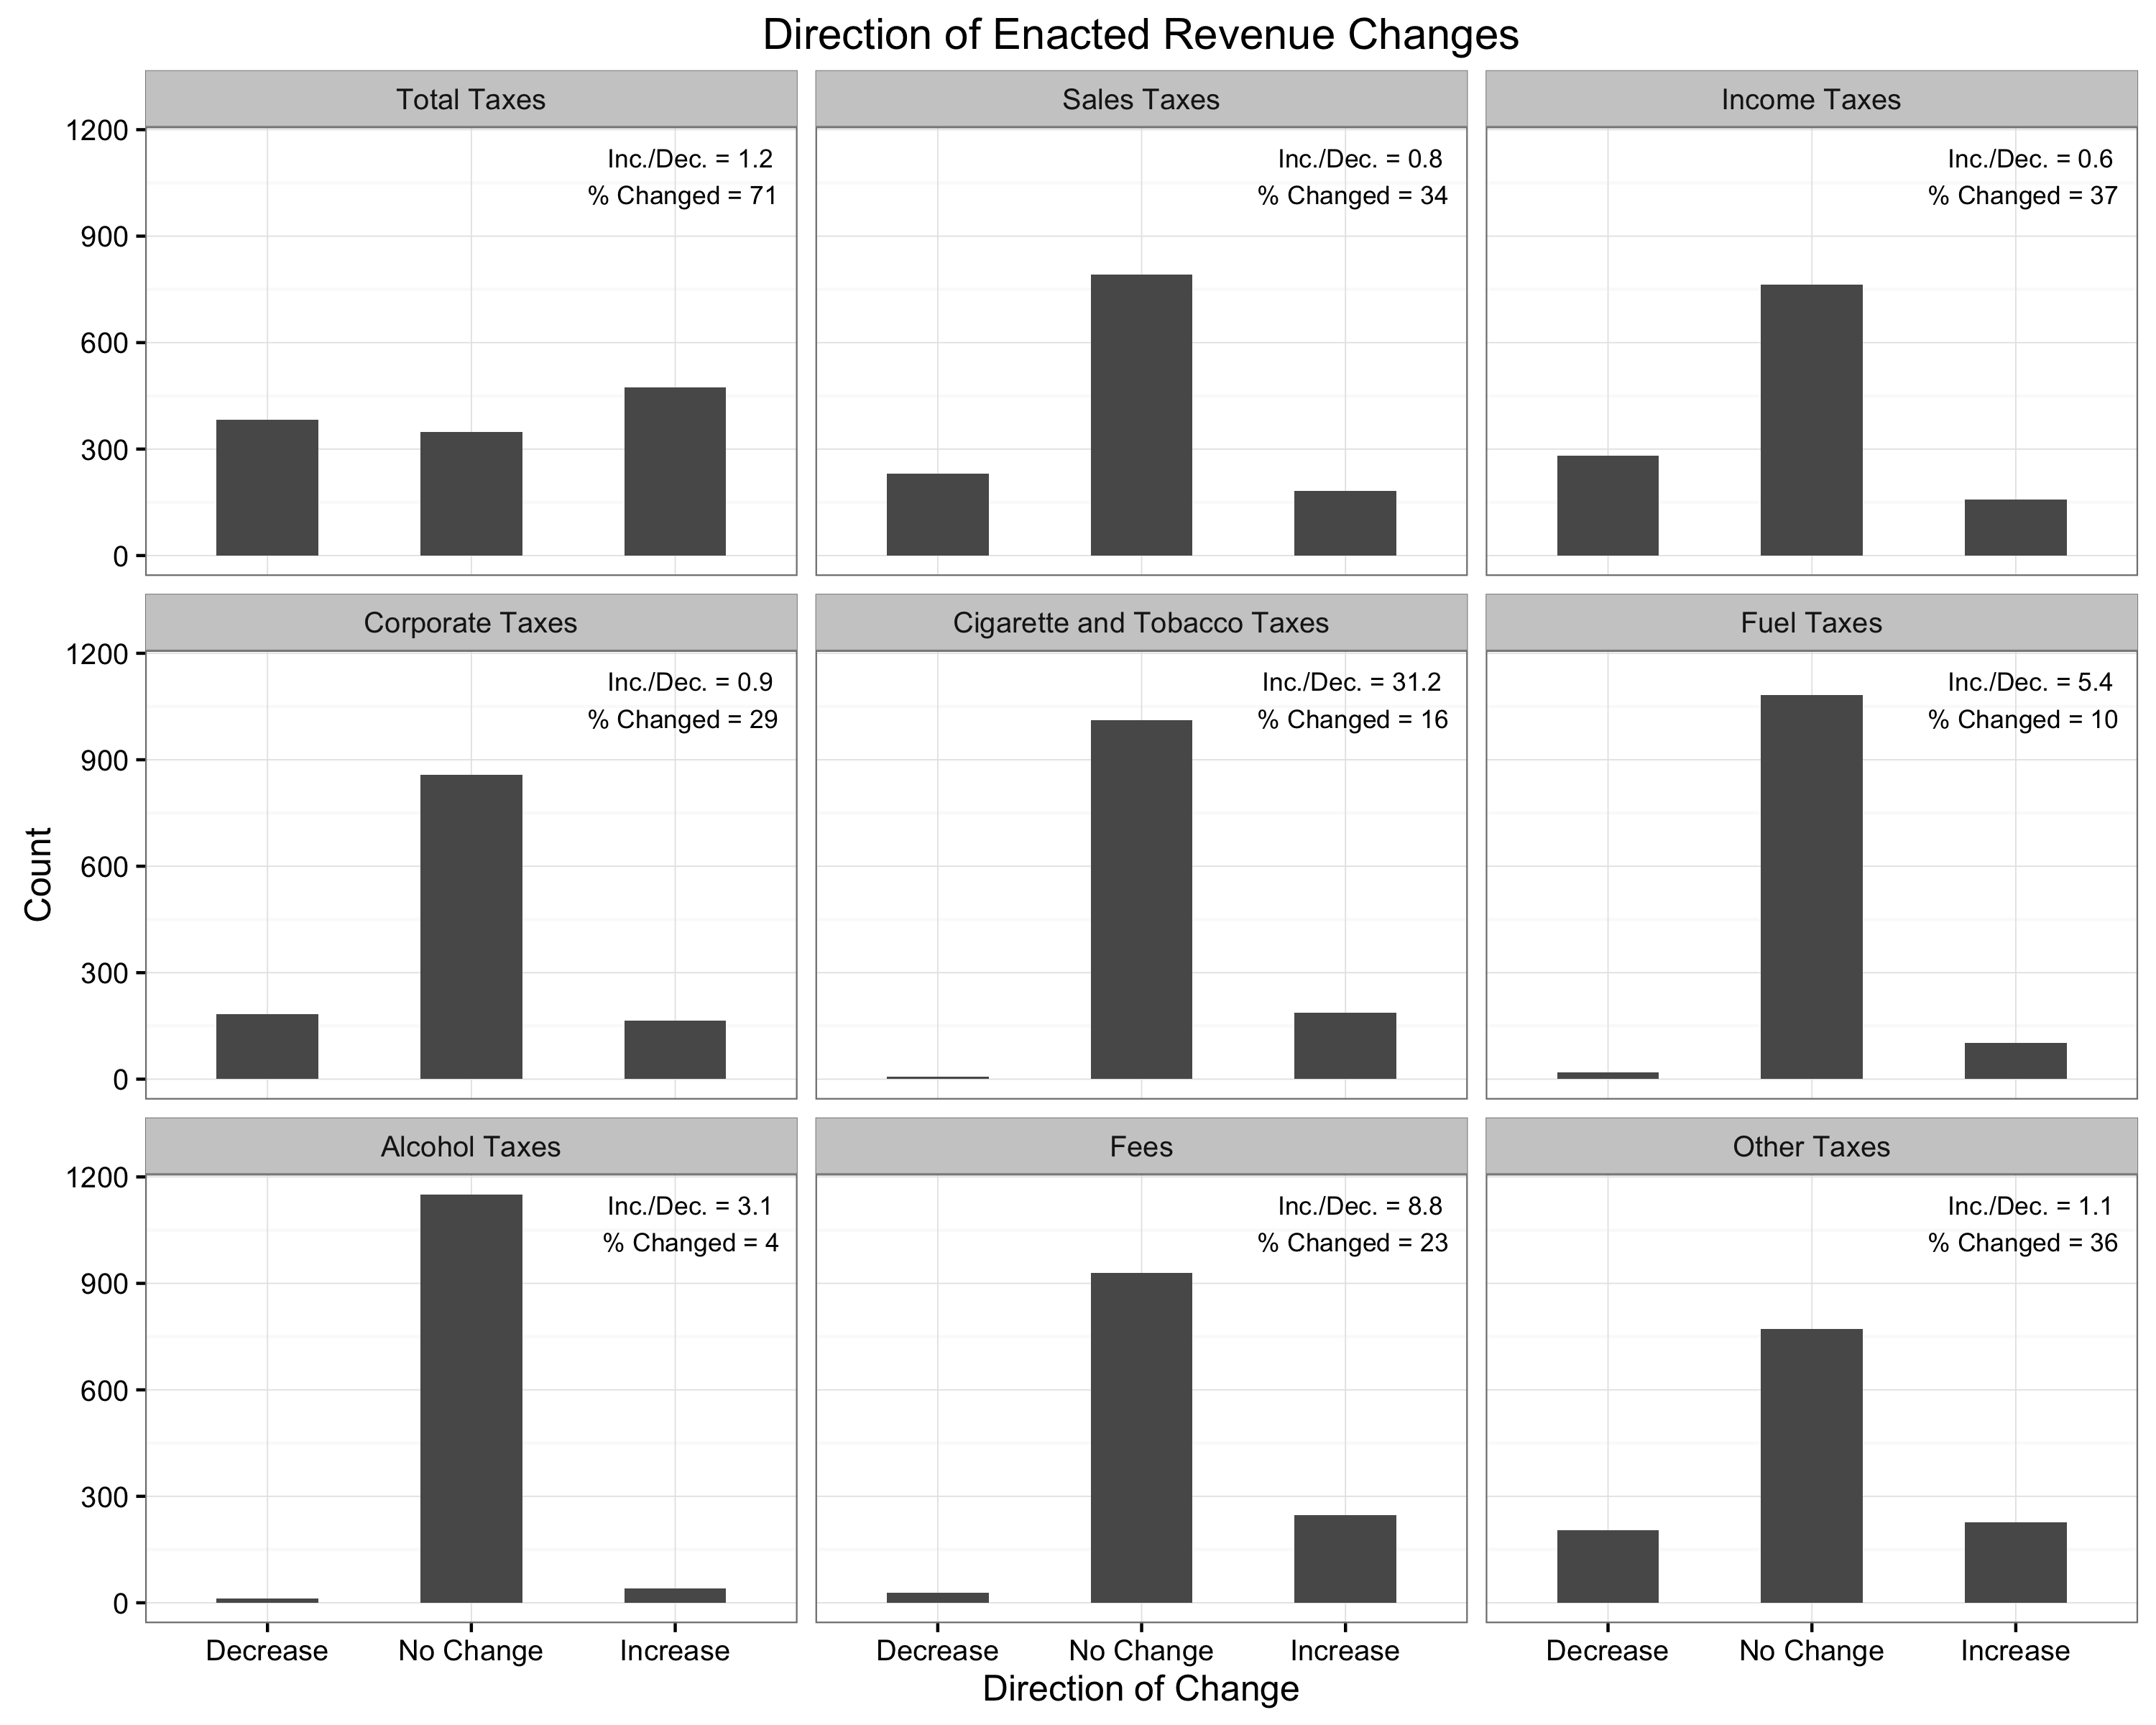 Direction of Enacted Revenue Changes
Total Taxes
Sales Taxes
Income Taxes
1200
900
600
300
0
Inc./Dec. = 1.2
% Changed = 71
Inc./Dec. = 0.8
% Changed = 34
Inc./Dec. = 0.6
% Changed = 37
Corporate Taxes
Cigarette and Tobacco Taxes
Fuel Taxes
1200
900
600
300
0
Inc./Dec. = 0.9
% Changed = 29
Inc./Dec. = 31.2
% Changed = 16
Inc./Dec. = 5.4
% Changed = 10
Count
Alcohol Taxes
Fees
Other Taxes
1200
900
600
300
0
Inc./Dec. = 3.1
% Changed = 4
Inc./Dec. = 8.8
% Changed = 23
Inc./Dec. = 1.1
% Changed = 36
Decrease No Change Increase
Decrease No Change Increase
Decrease No Change Increase
Direction of Change